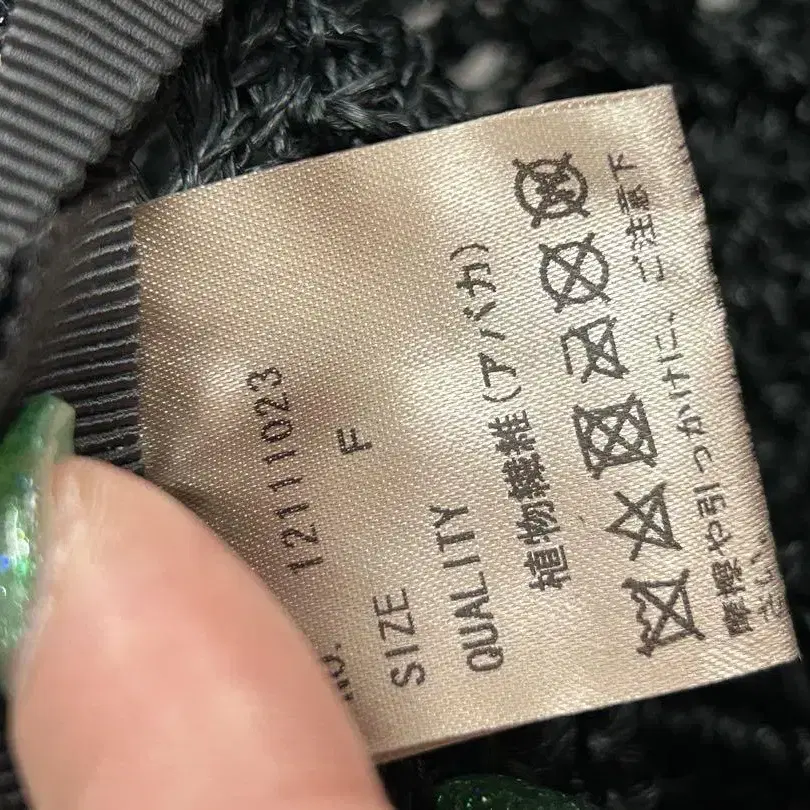 NO. 12111023
SIZE F
QUALITY
植物繊維(アバカ)
W
摩擦や引っかけに、ご注意下
さい。